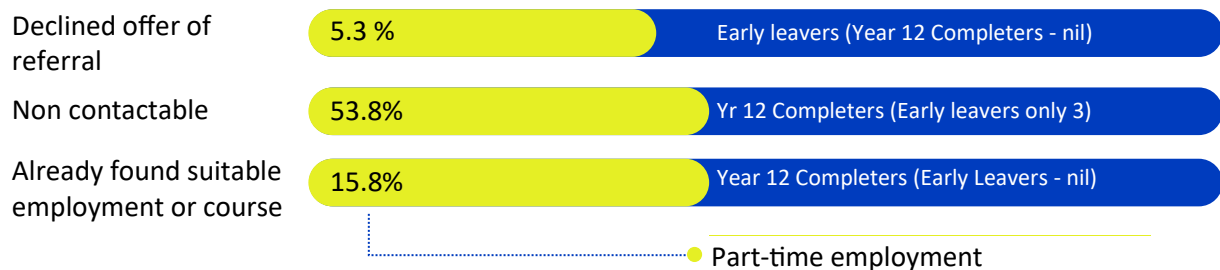 Declined offer of
referral
5.3 %
Early leavers (Year 12 Completers - nil)
Non contactable
53.8%
Yr 12 Completers (Early leavers only 3)
Already found suitable
employment or course
15.8%
Year 12 Completers (Early Leavers - nil)
Part-time employment